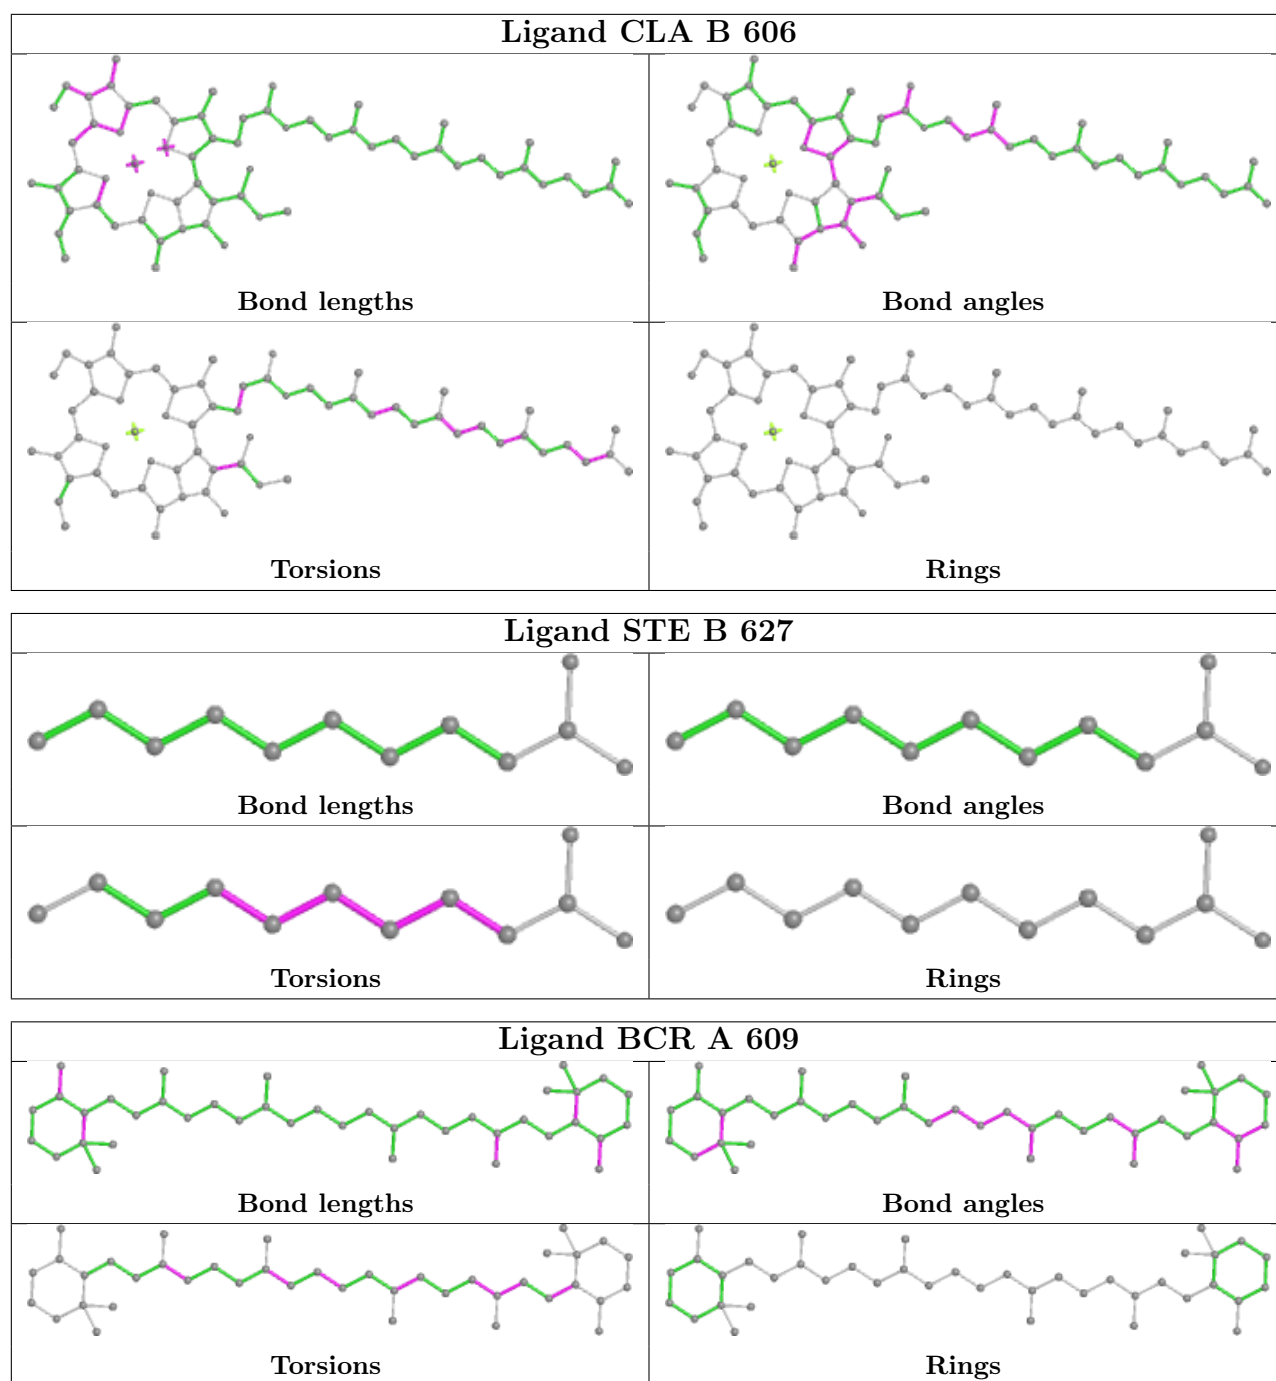 Ligand CLA B 606
Bond lengths
Bond angles
Torsions
Rings
Ligand STE B 627
Bond lengths
Bond angles
Torsions
Rings
Ligand BCR A 609
Bond lengths
Bond angles
Torsions
Rings